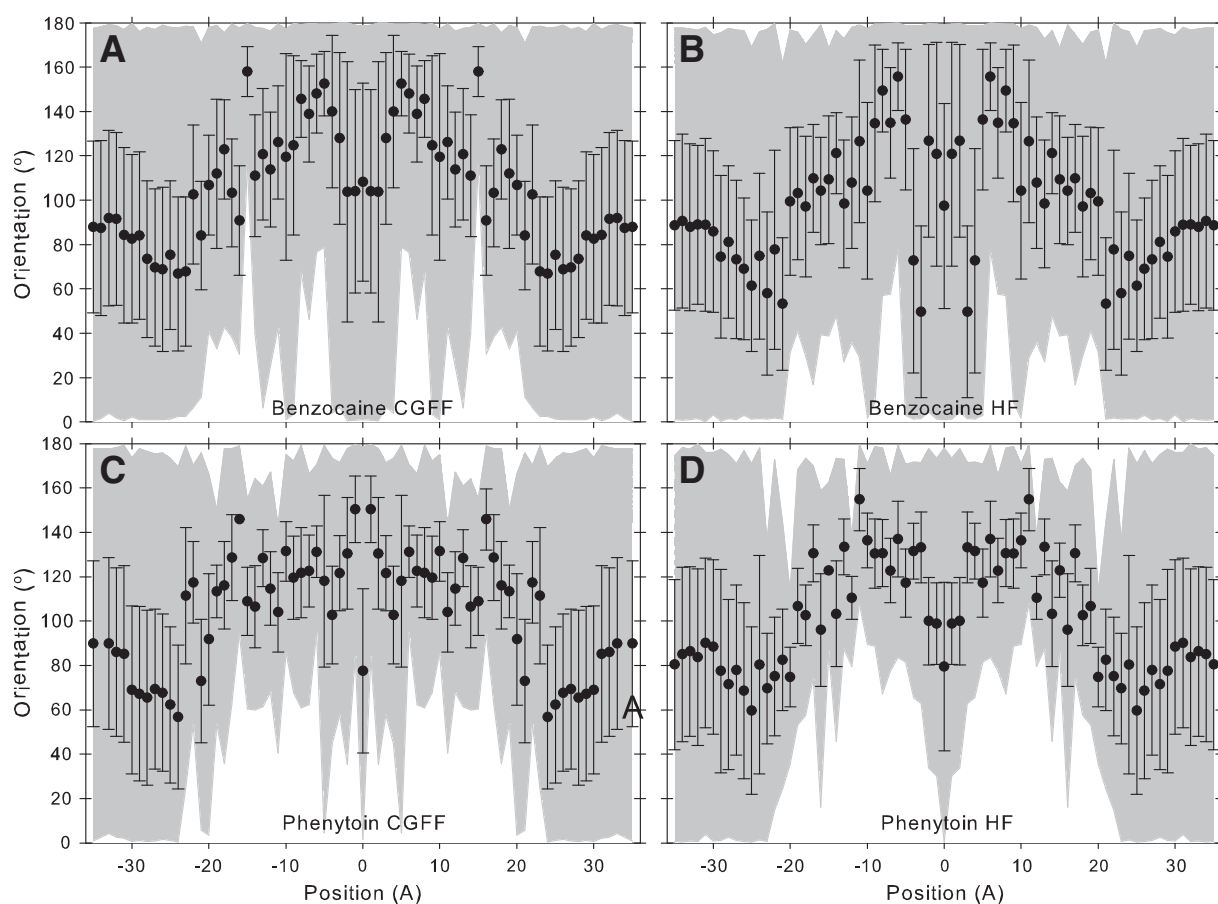 A
B
180
160
140
120
100
80
60
40
20
0
Orientation (°)
Benzocaine CGFF
Benzocaine HF
C
D
180
160
140
120
100
80
60
40
20
0
Orientation (°)
A
Phenytoin CGFF
Phenytoin HF
-30 -20 -10 0 10 20 30
-30 -20 -10 0 10 20 30
Position (A)
Position (A)